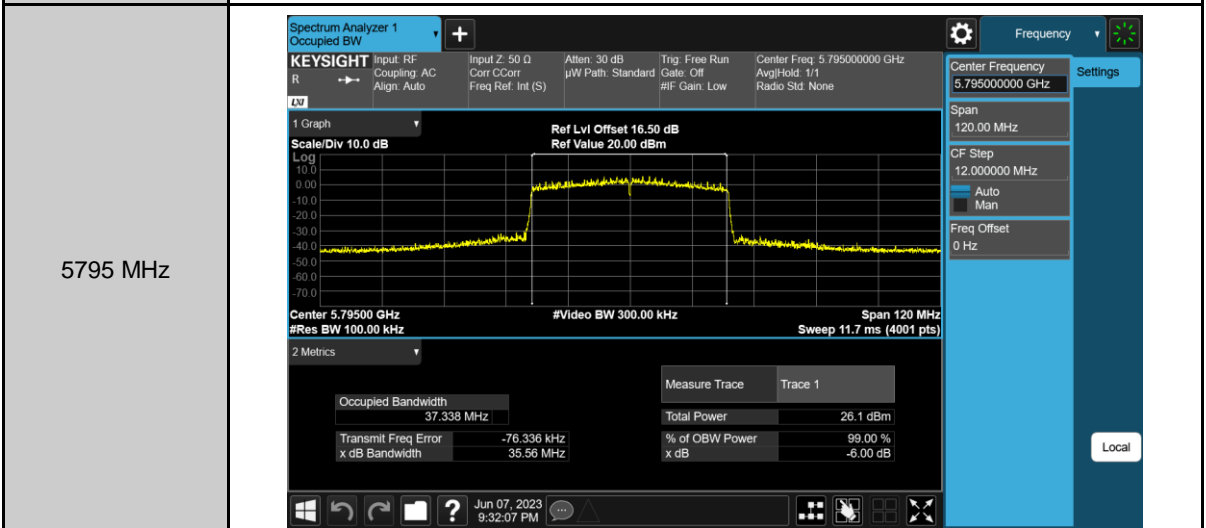 5795 MHz
Spectrum Analyzer 1
Occupied BW
+
Frequency
KEYSIGHT
R
LXI
Input: RF
Coupling: AC
Align: Auto
Input Z: 50 Ω
Corr CCorr
Freq Ref: Int (S)
Atten: 30 dB
µW Path: Standard
Trig: Free Run
Gate: Off
#IF Gain: Low
Center Freq: 5.795000000 GHz
Avg|Hold: 1/1
Radio Std: None
Center Frequency
5.795000000 GHz
Settings
Span
120.00 MHz
CF Step
12.000000 MHz
Auto
Man
Freq Offset
0 Hz
Local
1 Graph
Scale/Div 10.0 dB
Ref Lvl Offset 16.50 dB
Ref Value 20.00 dBm
Log
10.0
0.00
-10.0
-20.0
-30.0
-40.0
-50.0
-60.0
-70.0
Center 5.79500 GHz
#Video BW 300.00 kHz
Span 120 MHz
#Res BW 100.00 kHz
Sweep 11.7 ms (4001 pts)
2 Metrics
Measure Trace Trace 1
Occupied Bandwidth
37.338 MHz
Total Power 26.1 dBm
Transmit Freq Error -76.336 kHz
% of OBW Power 99.00 %
x dB Bandwidth 35.56 MHz
x dB -6.00 dB
?
Jun 07, 2023
9:32:07 PM